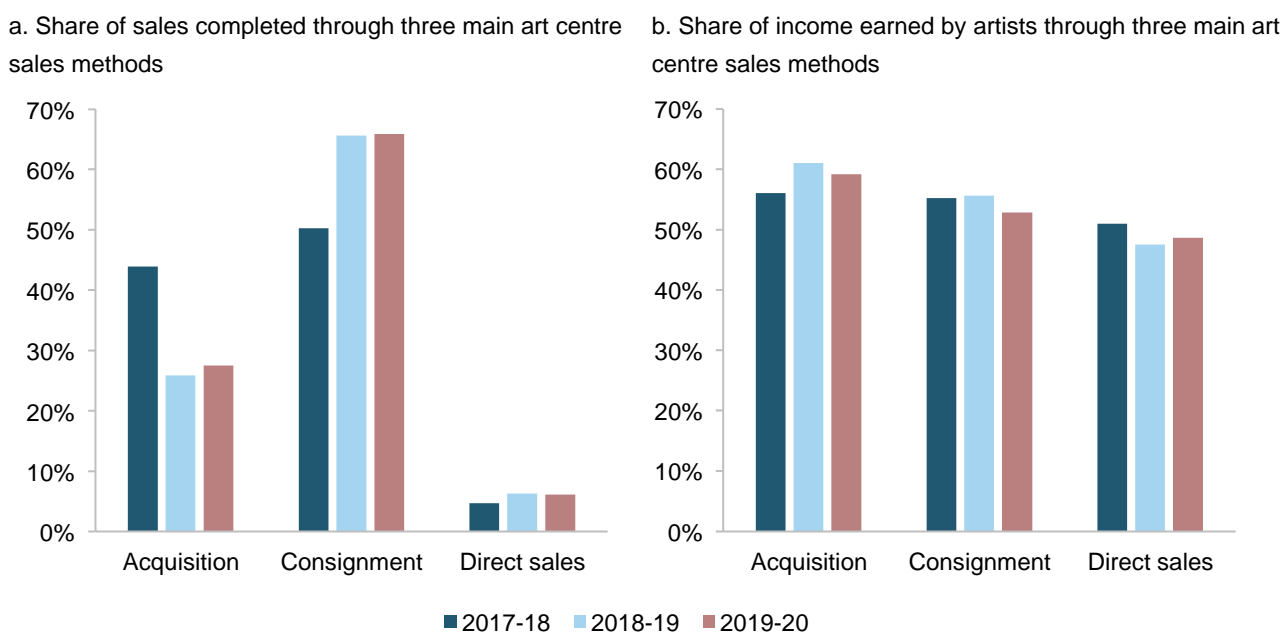 a. Share of sales completed through three main art centre
sales methods
70%
60%
50%
40%
30%
20%
10%
0%
Acquisition Consignment Direct sales
b. Share of income earned by artists through three main art
centre sales methods
70%
60%
50%
40%
30%
20%
10%
0%
Acquisition Consignment Direct sales
2017-18 2018-19 2019-20